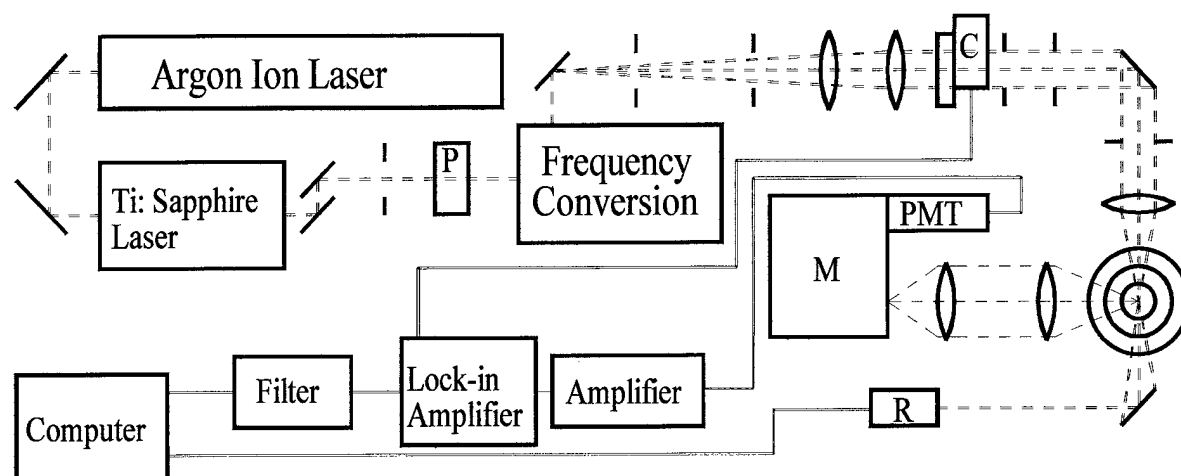 Argon Ion Laser
C
P
Frequency
Conversion
Ti: Sapphire
Laser
PMT
M
Filter
Lock-in
Amplifier
Amplifier
R
Computer